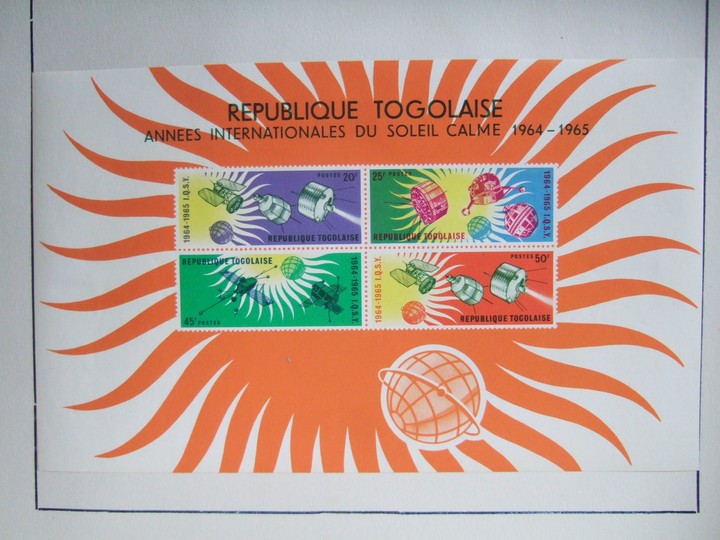 REPUBLIQUE TOGOLAISE
ANNEES INTERNATIONALES DU SOLEIL CALME 1964-1965
1964-1965 I.Q.S.Y.
POSTES 20F
REPUBLIQUE TOGOLAISE
25F POSTES
1964-1965 I.Q.S.Y.
REPUBLIQUE TOGOLAISE
REPUBLIQUE TOGOLAISE
1964-1965 I.Q.S.Y.
45F POSTES
1964-1965 I.Q.S.Y.
POSTES 50F
REPUBLIQUE TOGOLAISE